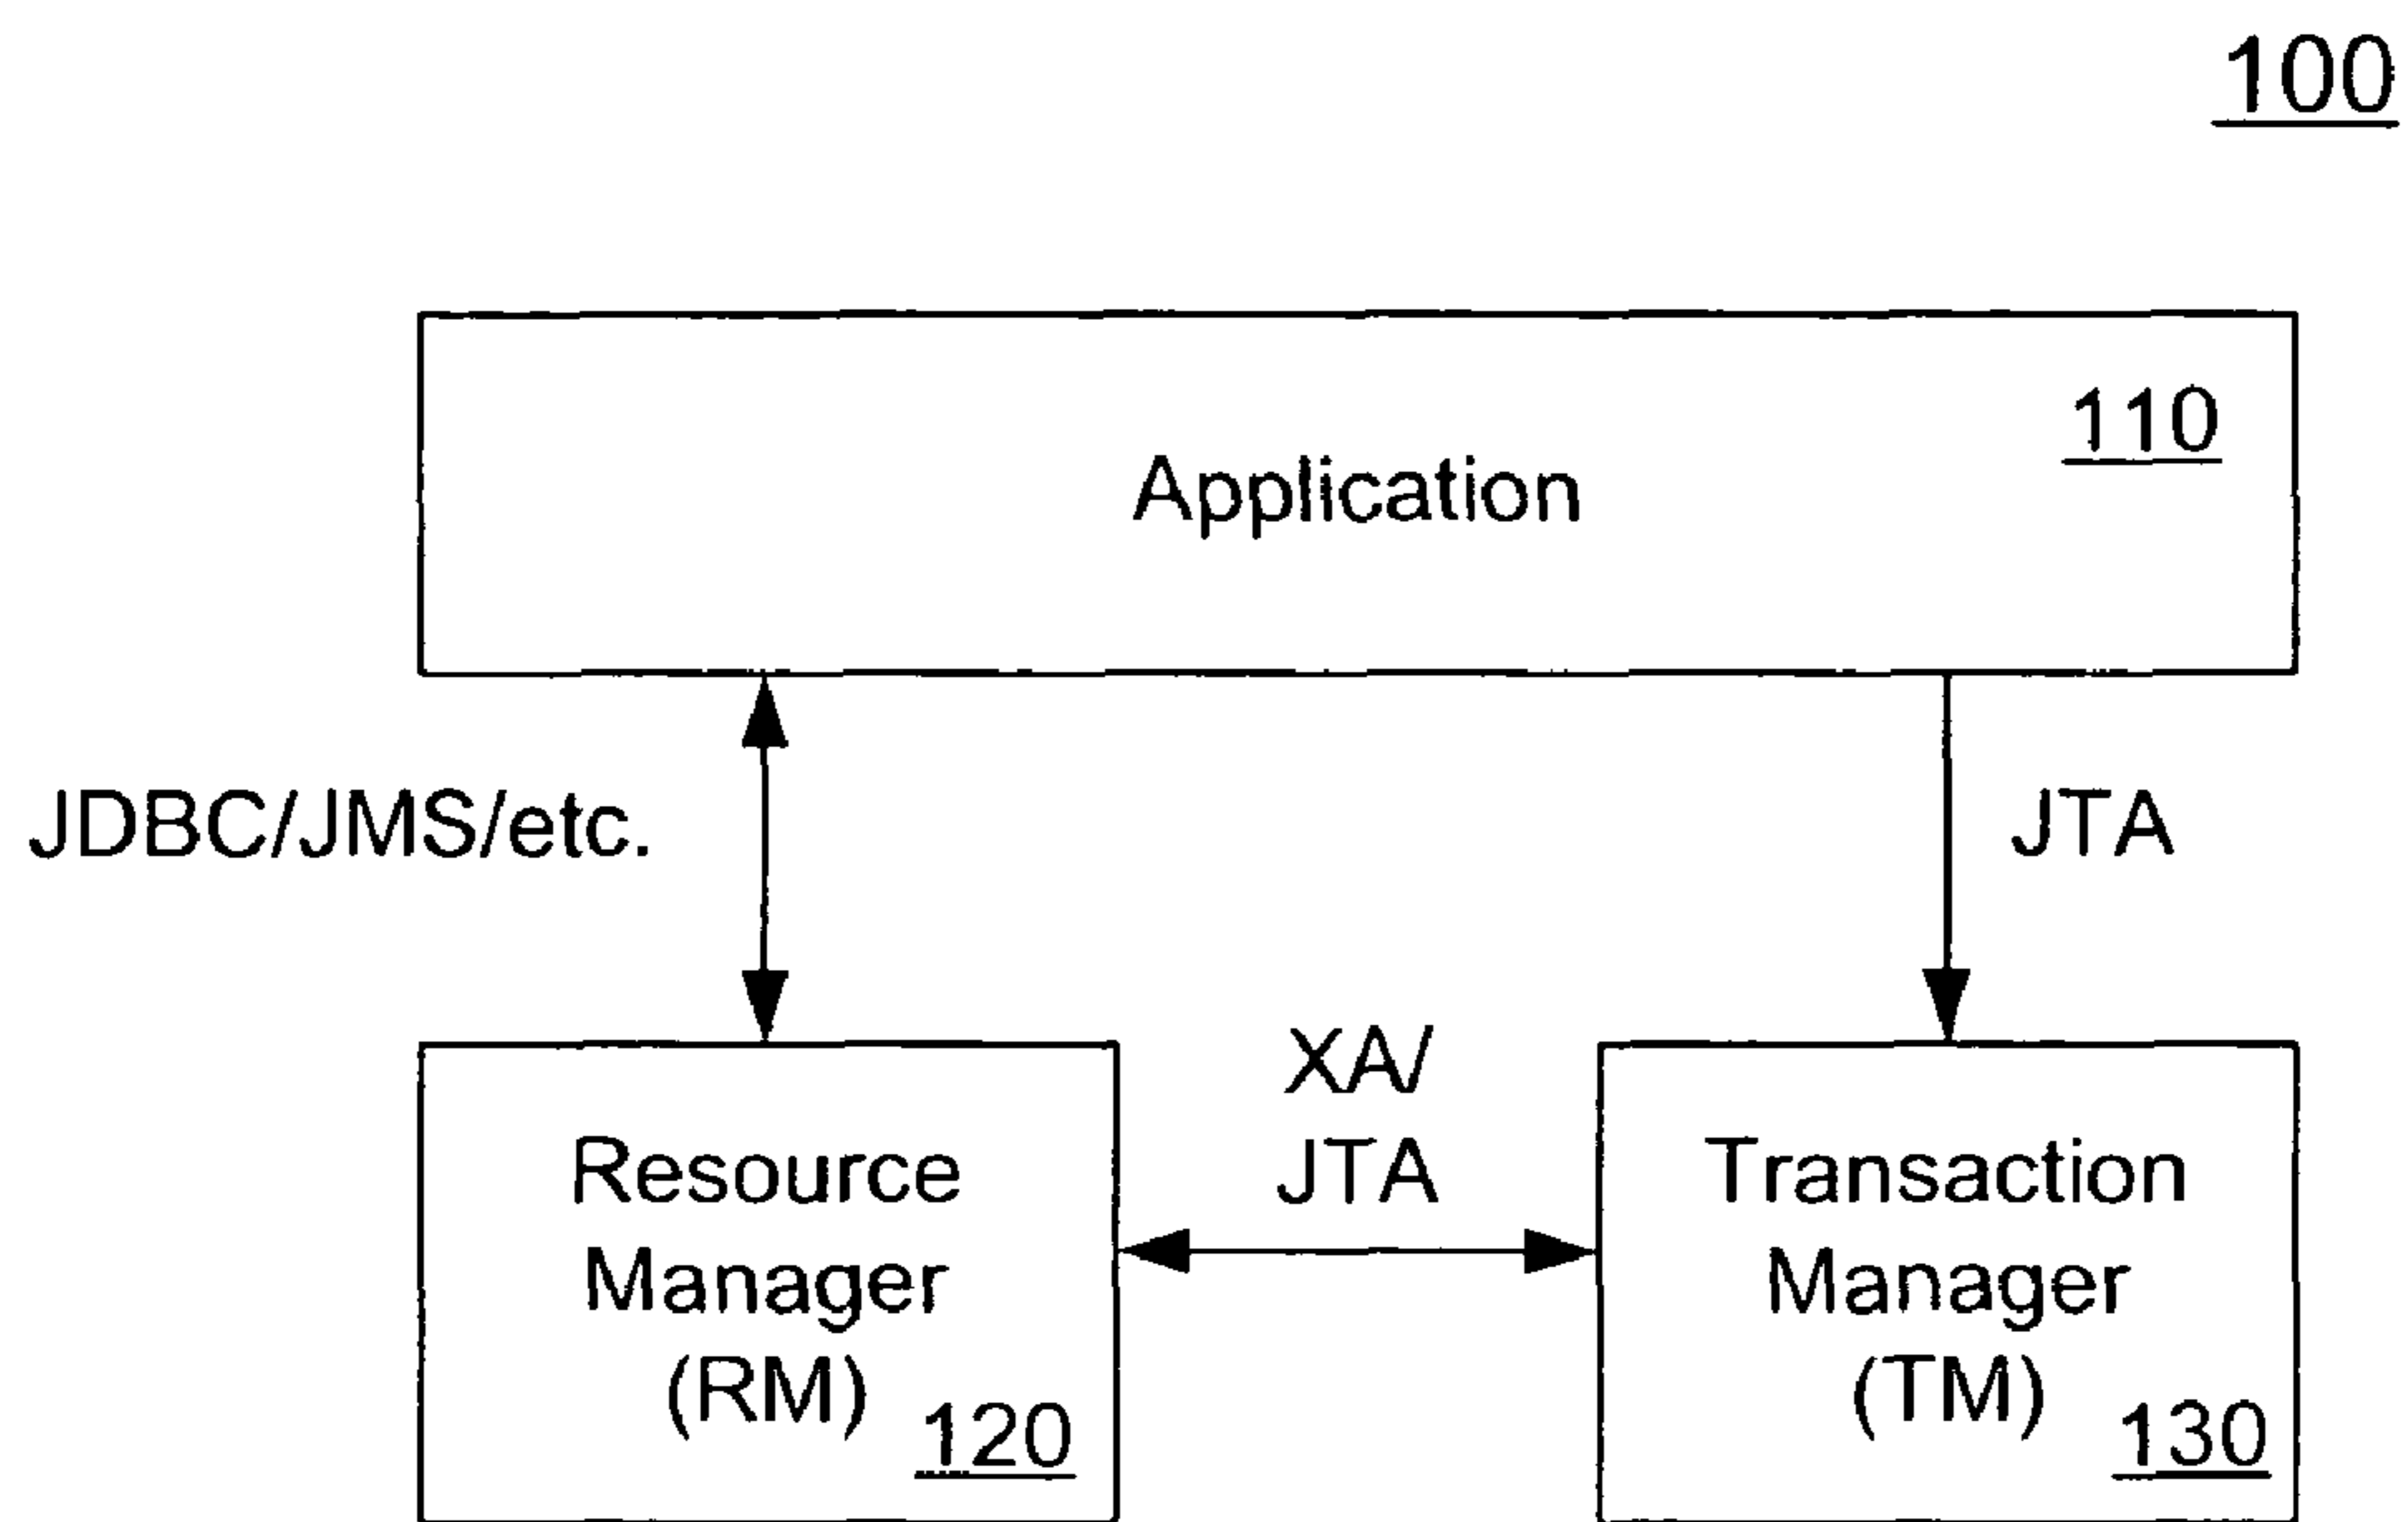 100
110
Application
JDBC/JMS/etc.
JTA
XA/
JTA
Resource
Manager
(RM)
120
Transaction
Manager
(TM)
130